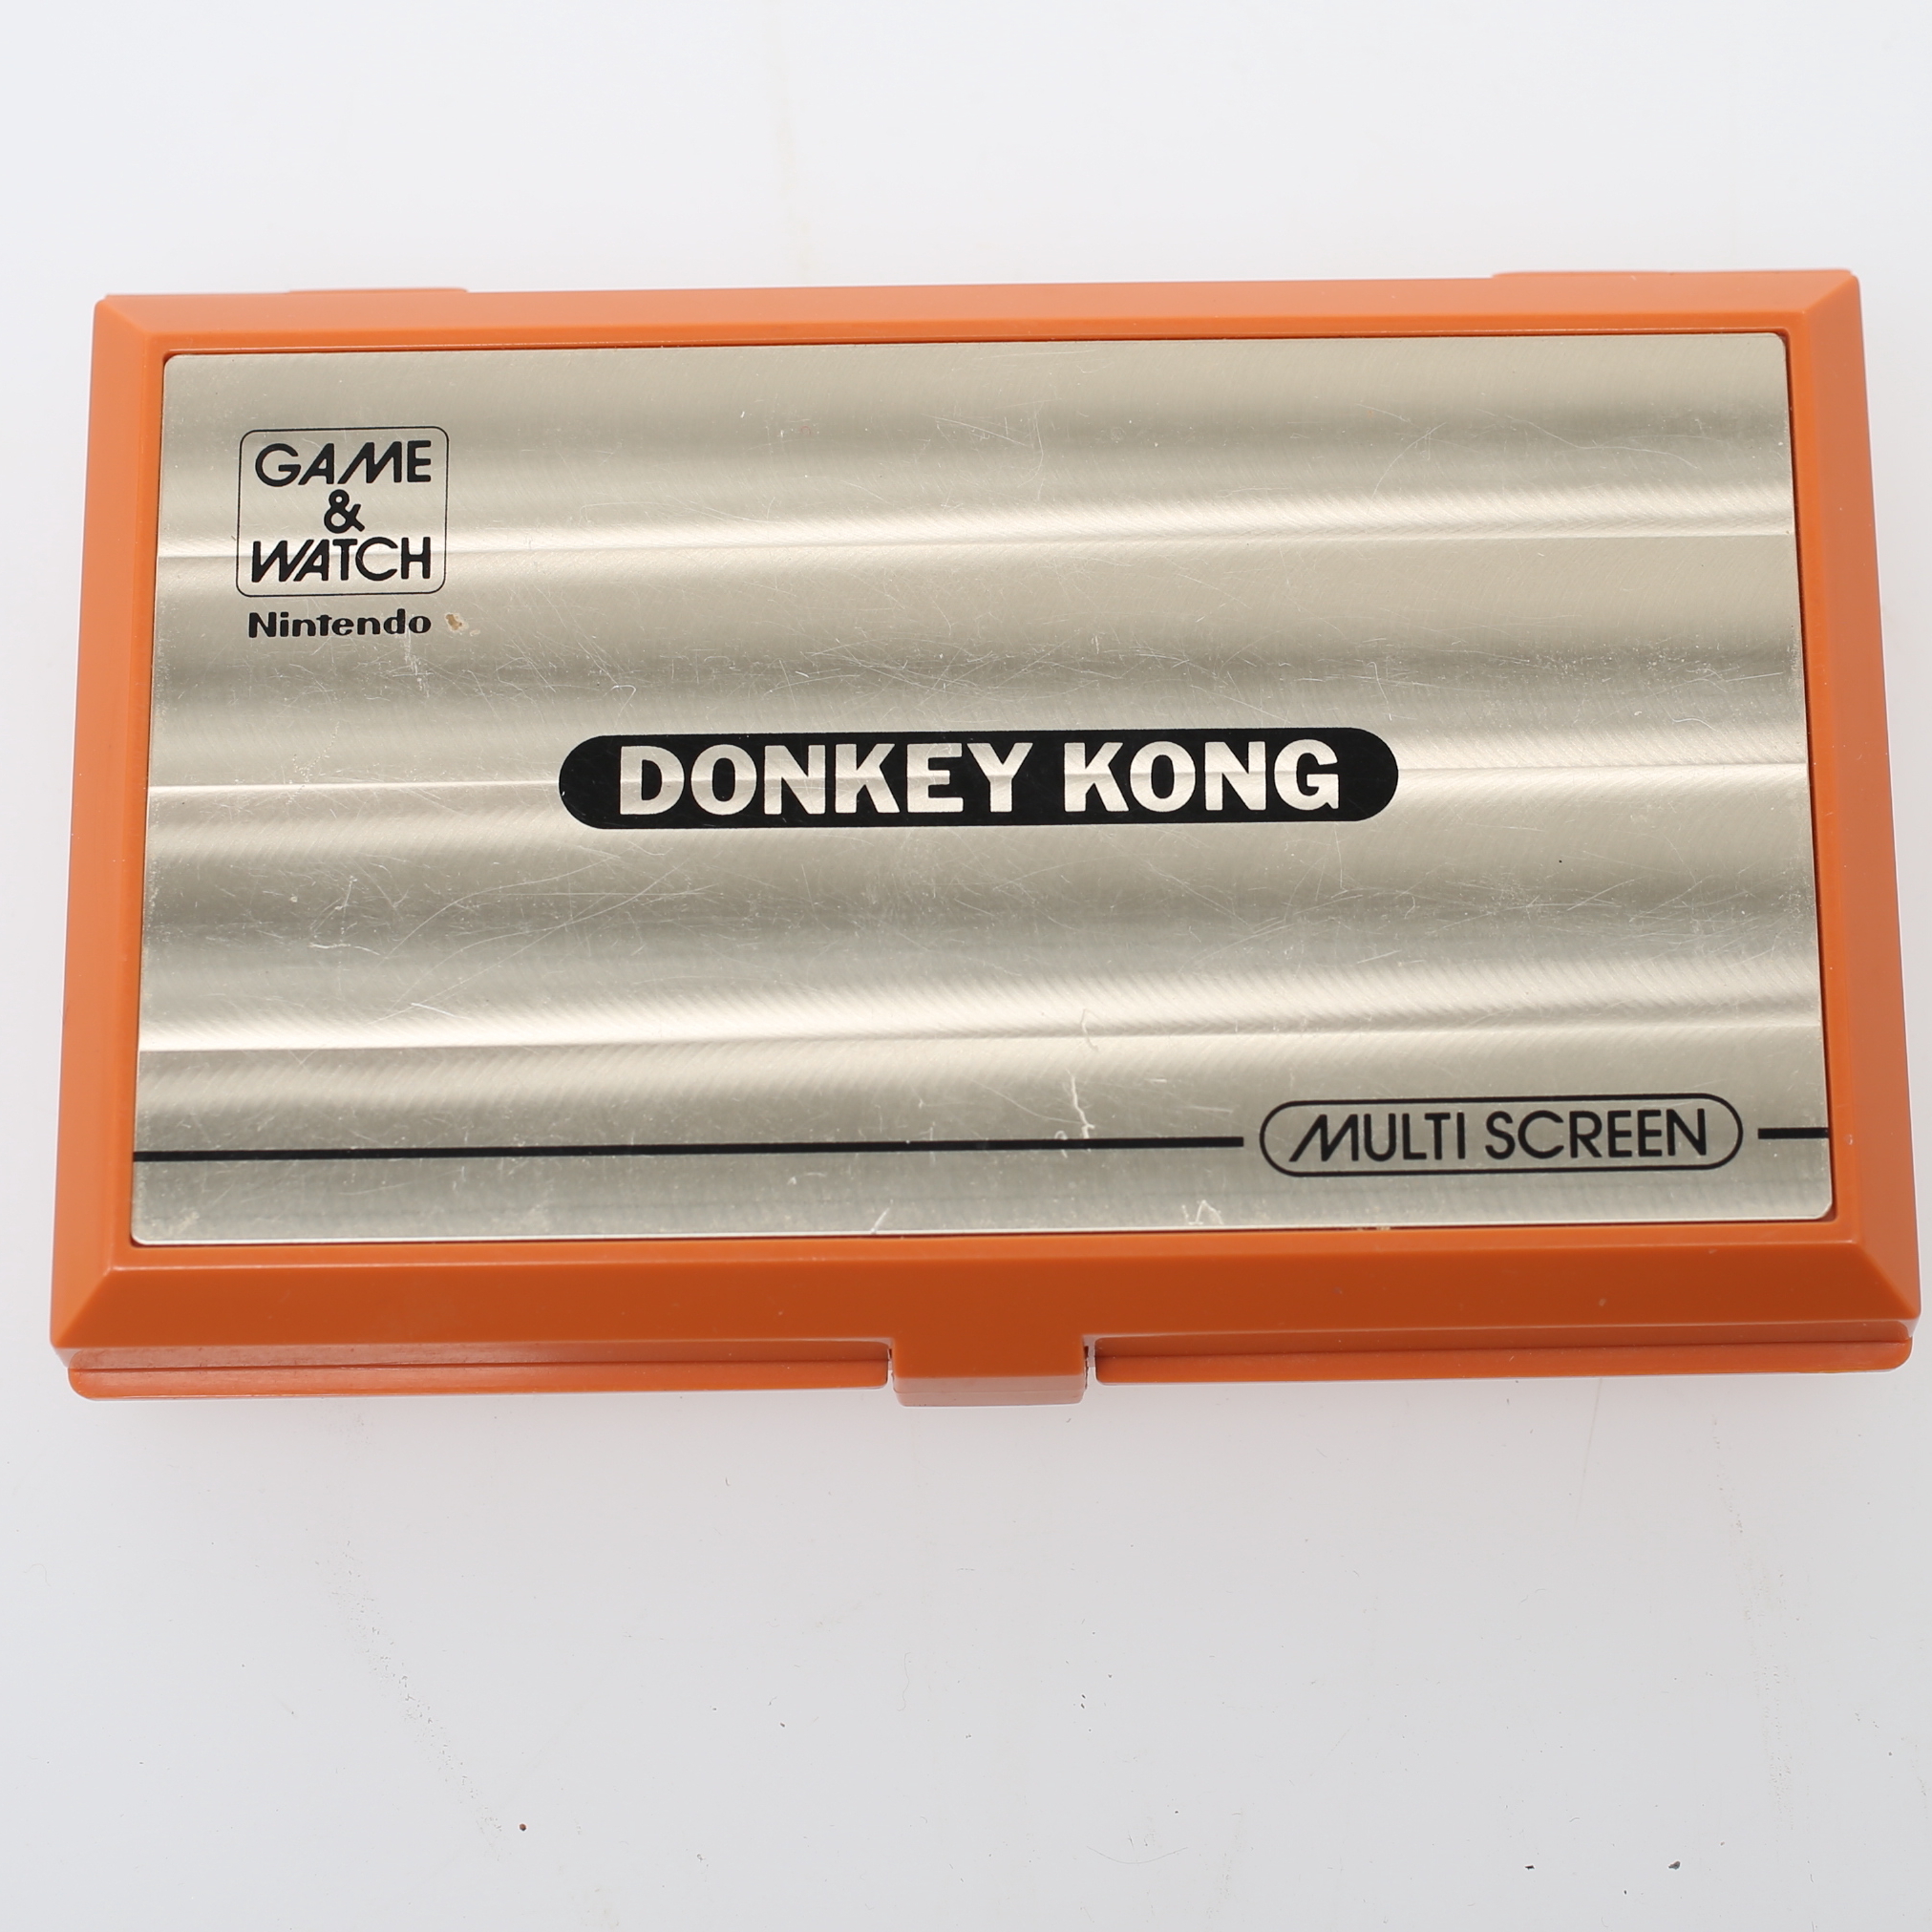 GAME
&
WATCH
Nintendo
DONKEY KONG
MULTI SCREEN